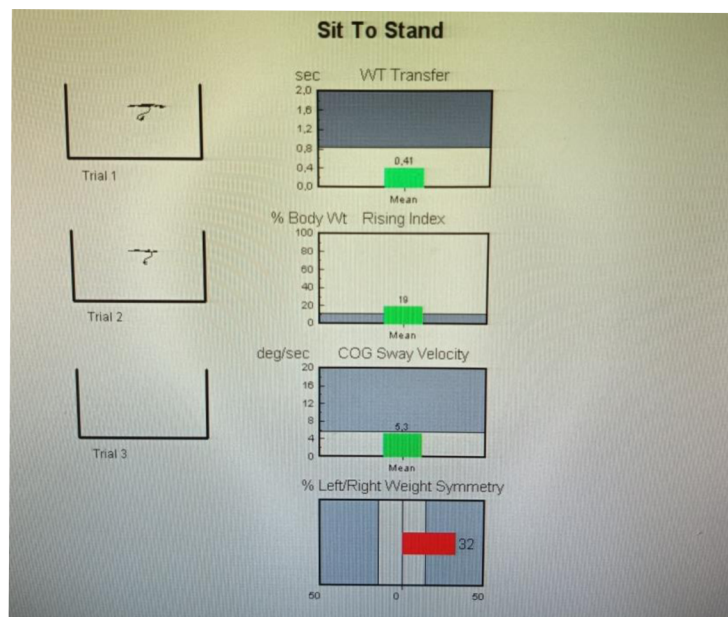 Sit To Stand
sec WT Transfer
2,0
1,6
1,2
0,8
0,4
0,0
0,41
Mean
Trial 1
% Body Wt Rising Index
100
80
60
40
20
0
19
Mean
Trial 2
deg/sec COG Sway Velocity
20
16
12
8
4
0
5,3
Mean
Trial 3
% Left/Right Weight Symmetry
32
50 0 50